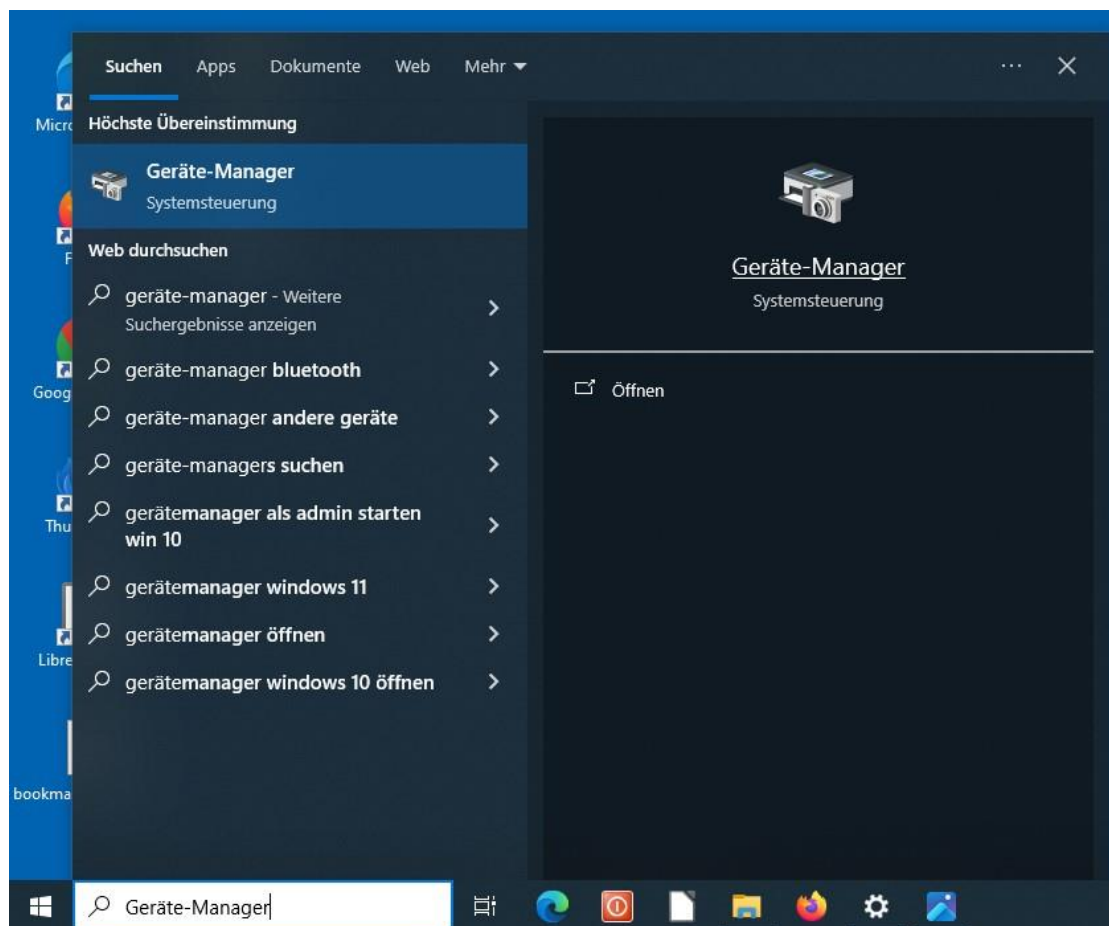 Suchen Apps Dokumente Web Mehr
Höchste Übereinstimmung
Geräte-Manager
Systemsteuerung
Web durchsuchen
geräte-manager - Weitere
Suchergebnisse anzeigen
geräte-manager bluetooth
geräte-manager andere geräte
geräte-managers suchen
gerätemanager als admin starten
win 10
gerätemanager windows 11
gerätemanager öffnen
gerätemanager windows 10 öffnen
Geräte-Manager
Systemsteuerung
Öffnen
Micro
F
Goog
Thu
Libre
bookma
Geräte-Manager